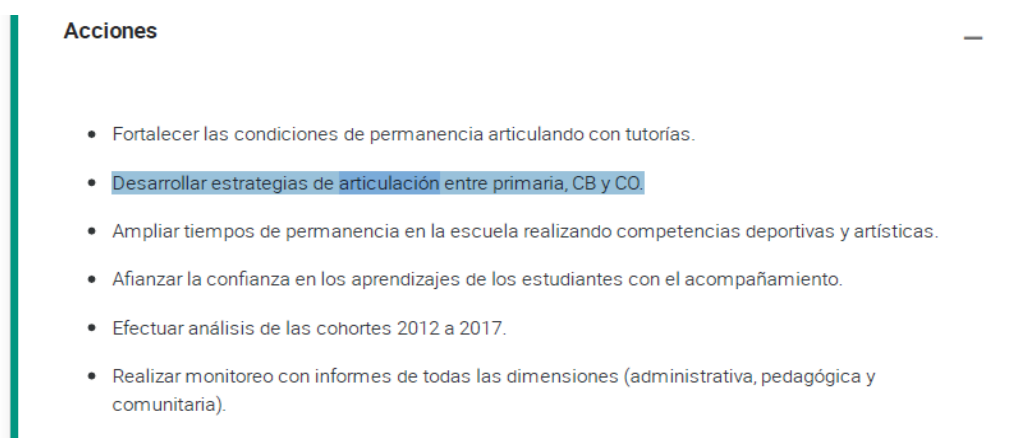 Acciones
Fortalecer las condiciones de permanencia articulando con tutorías.
Desarrollar estrategias de articulación entre primaria, CB y CO.
Ampliar tiempos de permanencia en la escuela realizando competencias deportivas y artísticas.
Afianzar la confianza en los aprendizajes de los estudiantes con el acompañamiento.
Efectuar análisis de las cohortes 2012 a 2017.
Realizar monitoreo con informes de todas las dimensiones (administrativa, pedagógica y
comunitaria).